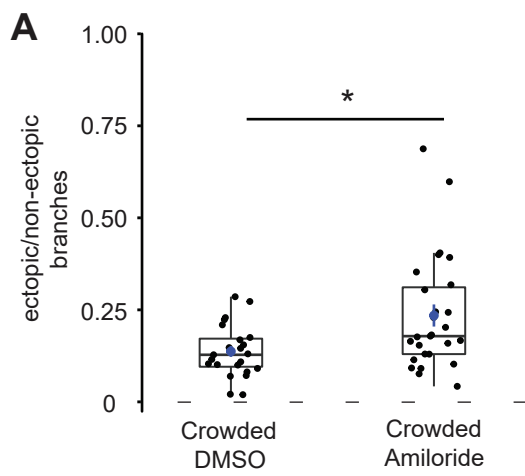 A
ectopic/non-ectopic
branches
1.00
0.75
0.50
0.25
0
*
Crowded
DMSO
Crowded
Amiloride